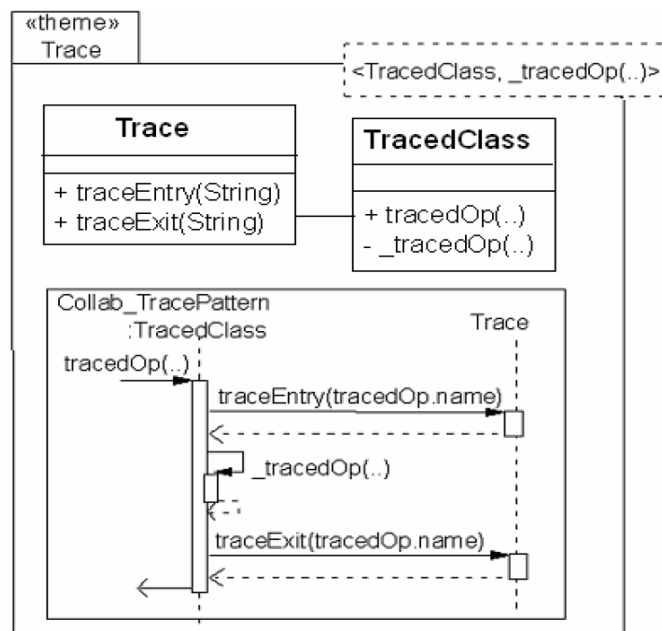 «theme»
Trace
<TracedClass, _tracedOp(..)>
Trace
+ traceEntry(String)
+ traceExit(String)
TracedClass
+ tracedOp(..)
- _tracedOp(..)
Collab_TracePattern
:TracedClass
Trace
tracedOp(..)
traceEntry(tracedOp.name)
_tracedOp(..)
traceExit(tracedOp.name)